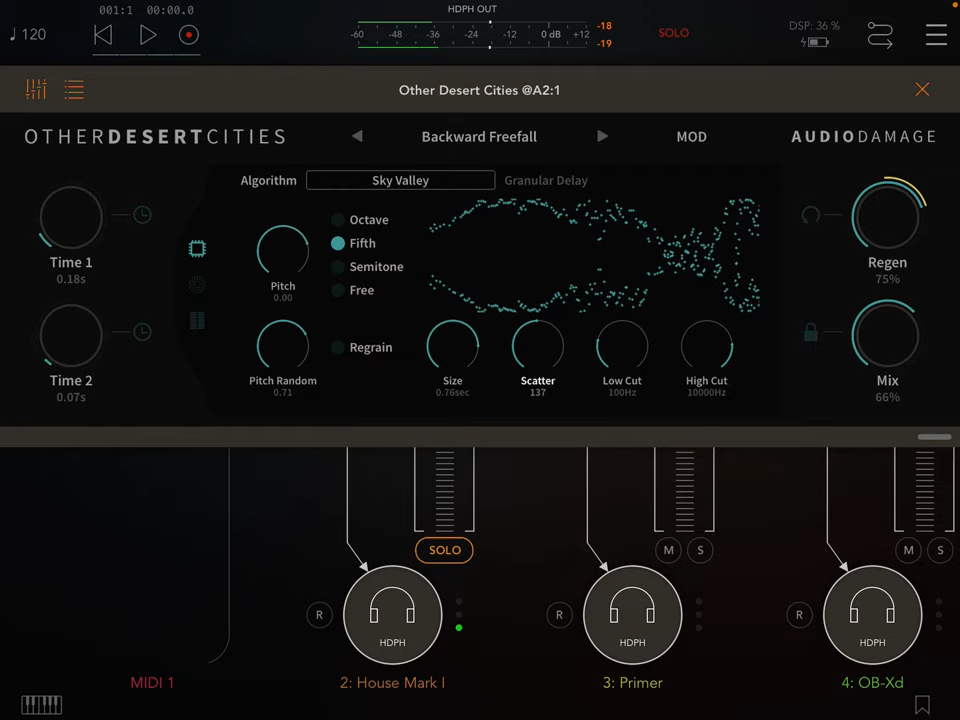 001:1 00:00.0
HDPH OUT
♩120
-60 -48 -36 -24 -12 0 dB +12
-18
-19
SOLO
DSP: 36 %
Other Desert Cities @A2:1
OTHERDESERTCITIES
Backward Freefall
MOD
AUDIODAMAGE
Algorithm
Sky Valley
Granular Delay
Time 1
0.18s
Time 2
0.07s
Pitch
0.00
Octave
Fifth
Semitone
Free
Pitch Random
0.71
Regrain
Size
0.76sec
Scatter
137
Low Cut
100Hz
High Cut
10000Hz
Regen
75%
Mix
66%
SOLO
M S
M S
R
HDPH
R
HDPH
R
HDPH
MIDI 1
2: House Mark I
3: Primer
4: OB-Xd